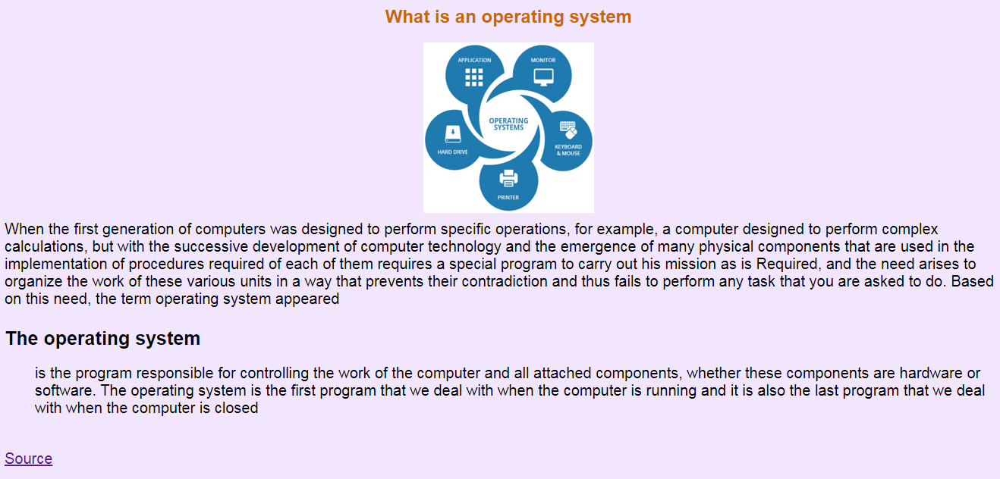 What is an operating system
APPLICATION
MONITOR
OPERATING
SYSTEMS
KEYBOARD
& MOUSE
HARD DRIVE
PRINTER
When the first generation of computers was designed to perform specific operations, for example, a computer designed to perform complex
calculations, but with the successive development of computer technology and the emergence of many physical components that are used in the
implementation of procedures required of each of them requires a special program to carry out his mission as is Required, and the need arises to
organize the work of these various units in a way that prevents their contradiction and thus fails to perform any task that you are asked to do. Based
on this need, the term operating system appeared
The operating system
is the program responsible for controlling the work of the computer and all attached components, whether these components are hardware or
software. The operating system is the first program that we deal with when the computer is running and it is also the last program that we deal
with when the computer is closed
Source